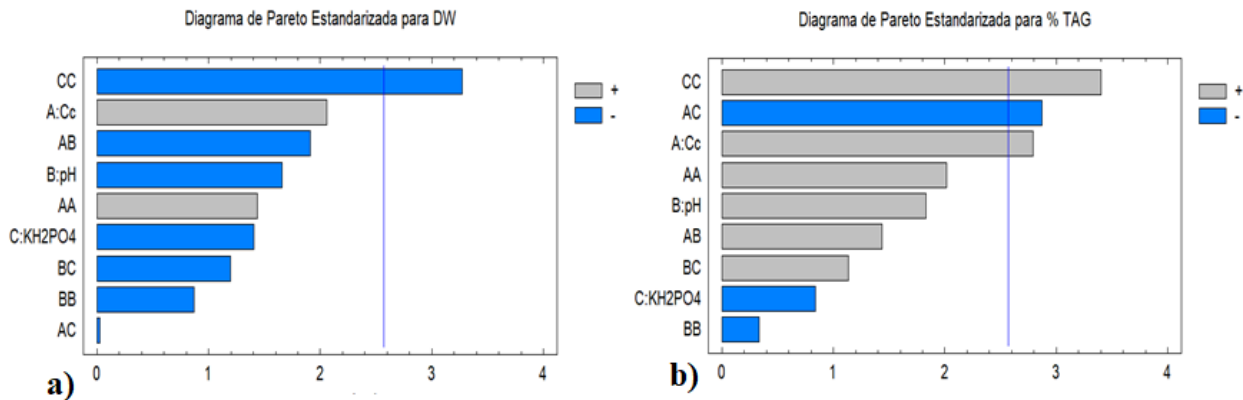 Diagrama de Pareto Estandarizada para DW
CC
A:Cc
AB
B:pH
AA
C:KH2PO4
BC
BB
AC
0 1 2 3 4
+
-
a)
Diagrama de Pareto Estandarizada para % TAG
CC
AC
A:Cc
AA
B:pH
AB
BC
C:KH2PO4
BB
0 1 2 3 4
+
-
b)